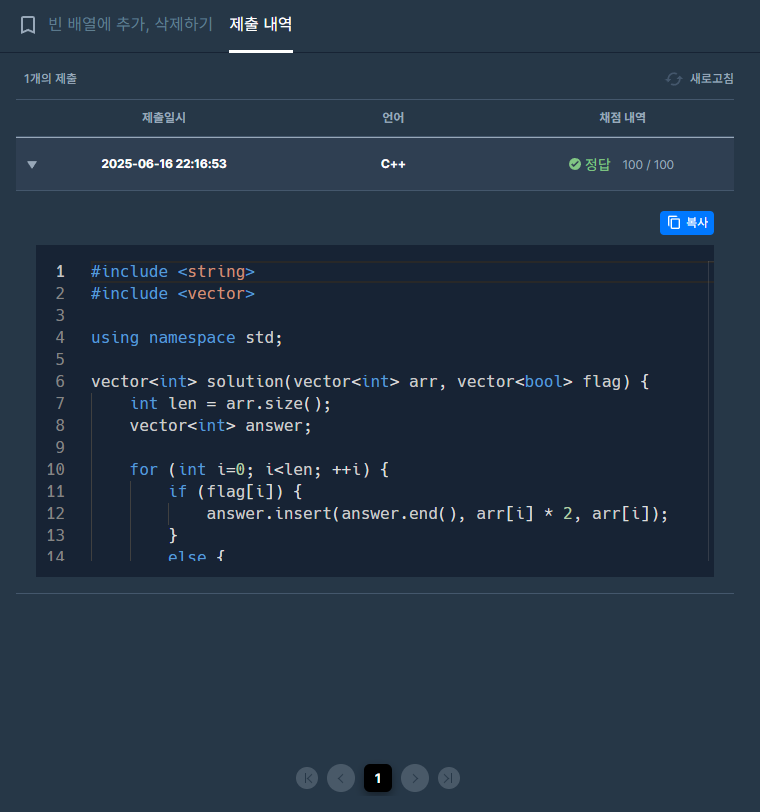 빈 배열에 추가, 삭제하기 제출 내역
1개의 제출 새로고침
제출일시 언어 채점 내역
2025-06-16 22:16:53 C++ 정답 100 / 100
복사
1 #include <string>
2 #include <vector>
3
4 using namespace std;
5
6 vector<int> solution(vector<int> arr, vector<bool> flag) {
7 int len = arr.size();
8 vector<int> answer;
9
10 for (int i=0; i<len; ++i) {
11 if (flag[i]) {
12 answer.insert(answer.end(), arr[i] * 2, arr[i]);
13 }
14 else {
1